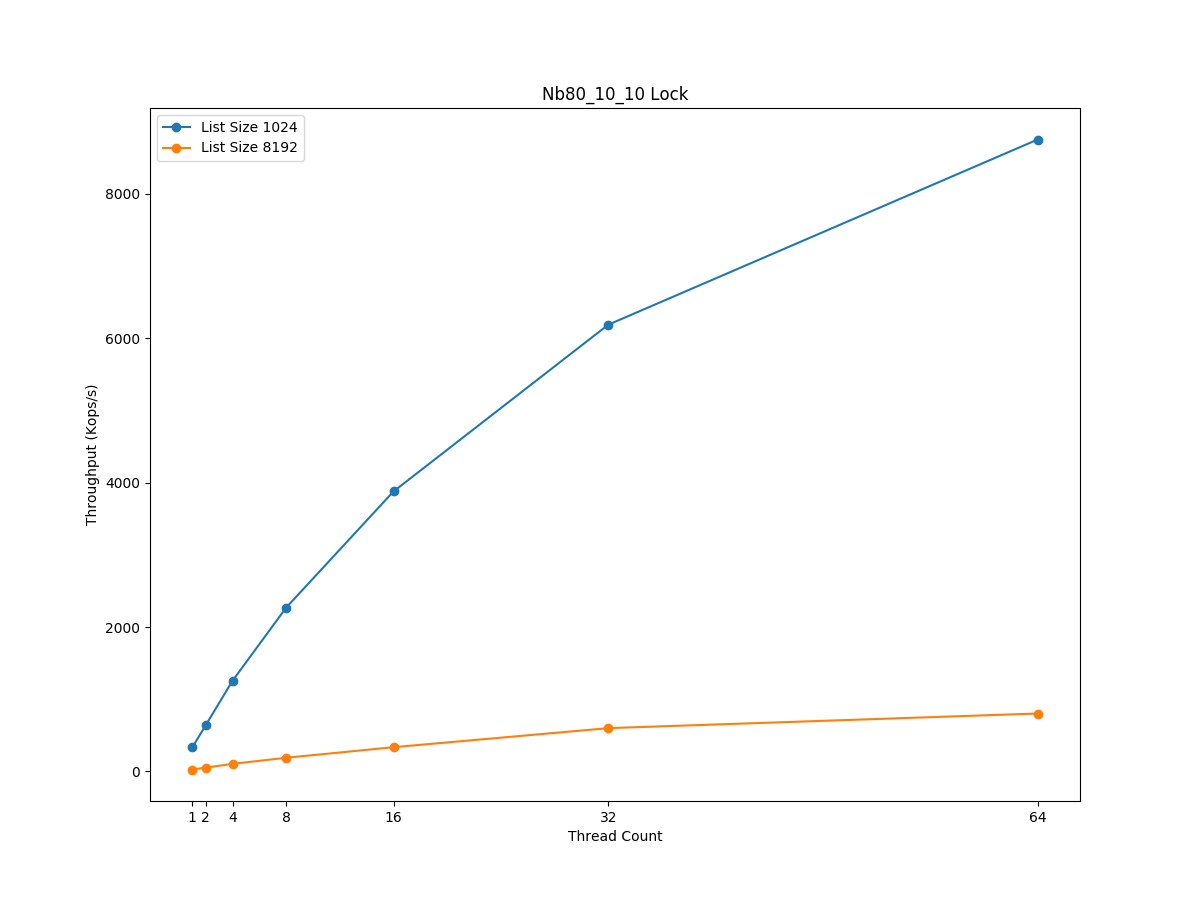 Nb80_10_10 Lock
List Size 1024
List Size 8192
8000
6000
4000
2000
0
Throughput (Kops/s)
1 2 4 8 16 32 64
Thread Count